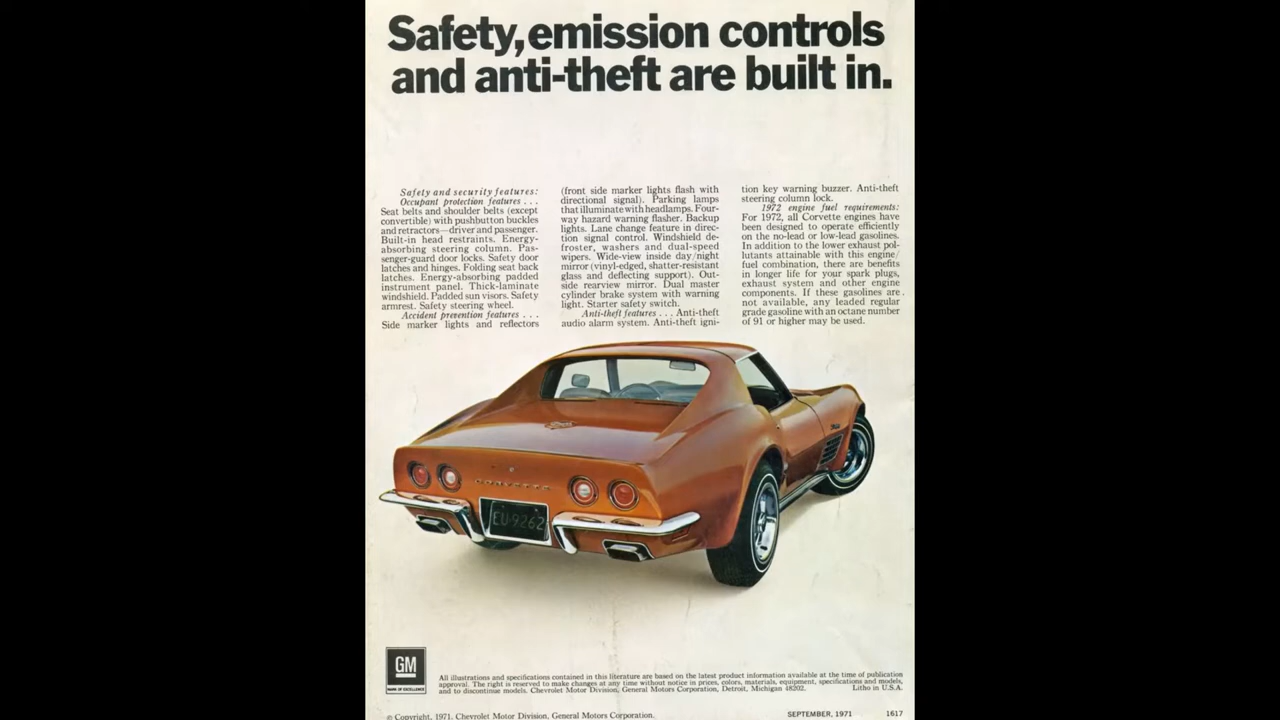 Safety, emission controls
and anti-theft are built in.
Safety and security features:
Occupant protection features . . .
Seat belts and shoulder belts (except
convertible) with pushbutton buckles
and retractors—driver and passenger.
Built-in head restraints. Energy-
absorbing steering column. Pas-
senger-guard door locks. Safety door
latches and hinges. Folding seat back
latches. Energy-absorbing padded
instrument panel. Thick-laminate
windshield. Padded sun visors. Safety
armrest. Safety steering wheel.
Accident prevention features . . .
Side marker lights and reflectors
(front side marker lights flash with
directional signal). Parking lamps
that illuminate with headlamps. Four-
way hazard warning flasher. Backup
lights. Lane change feature in direc-
tion signal control. Windshield de-
froster, washers and dual-speed
wipers. Wide-view inside day/night
mirror (vinyl-edged, shatter-resistant
glass and deflecting support). Out-
side rearview mirror. Dual master
cylinder brake system with warning
light. Starter safety switch.
Anti-theft features . . . Anti-theft
audio alarm system. Anti-theft igni-
tion key warning buzzer. Anti-theft
steering column lock.
1972 engine fuel requirements:
For 1972, all Corvette engines have
been designed to operate efficiently
on the no-lead or low-lead gasolines.
In addition to the lower exhaust pol-
lutants attainable with this engine/
fuel combination, there are benefits
in longer life for your spark plugs,
exhaust system and other engine
components. If these gasolines are
not available, any leaded regular
grade gasoline with an octane number
of 91 or higher may be used.
CORVETTE
EU·9262
GM
MARK OF EXCELLENCE
All illustrations and specifications contained in this literature are based on the latest product information available at the time of publication
approval. The right is reserved to make changes at any time without notice in prices, colors, materials, equipment, specifications and models,
and to discontinue models. Chevrolet Motor Division, General Motors Corporation, Detroit, Michigan 48202. Litho in U.S.A.
© Copyright, 1971. Chevrolet Motor Division, General Motors Corporation. SEPTEMBER, 1971 1617